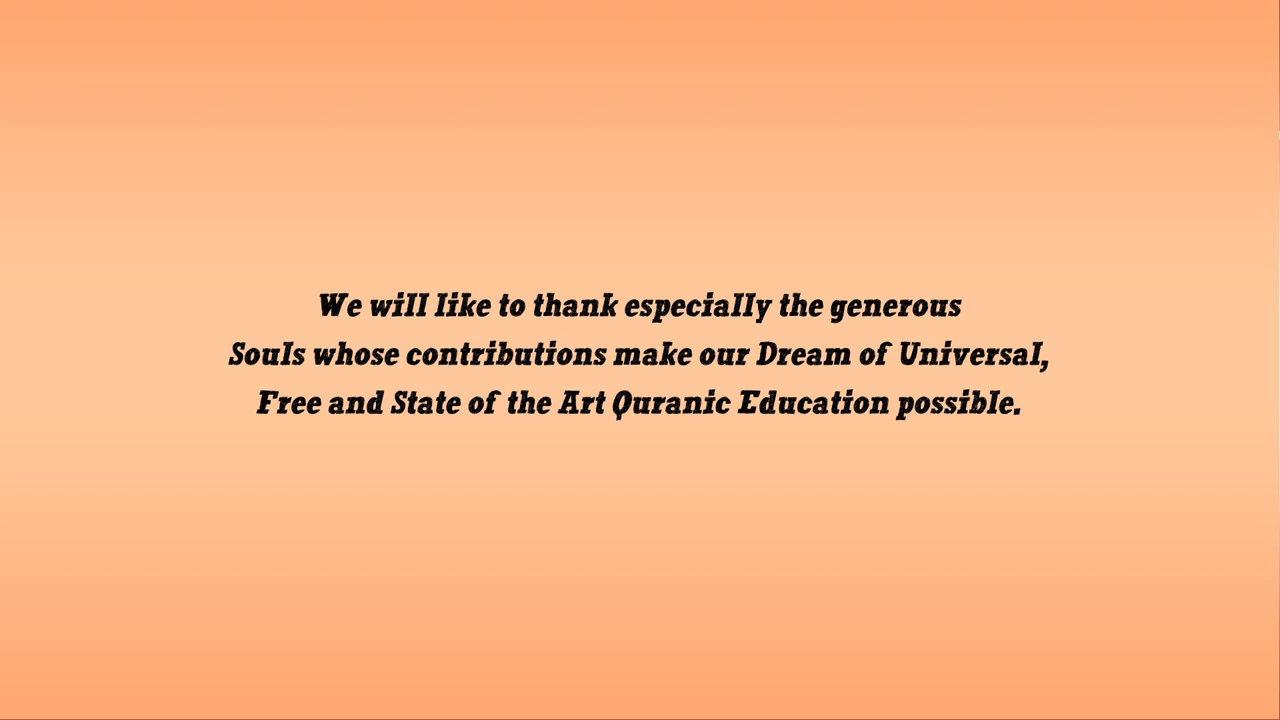 We will like to thank especially the generous
Souls whose contributions make our Dream of Universal,
Free and State of the Art Quranic Education possible.